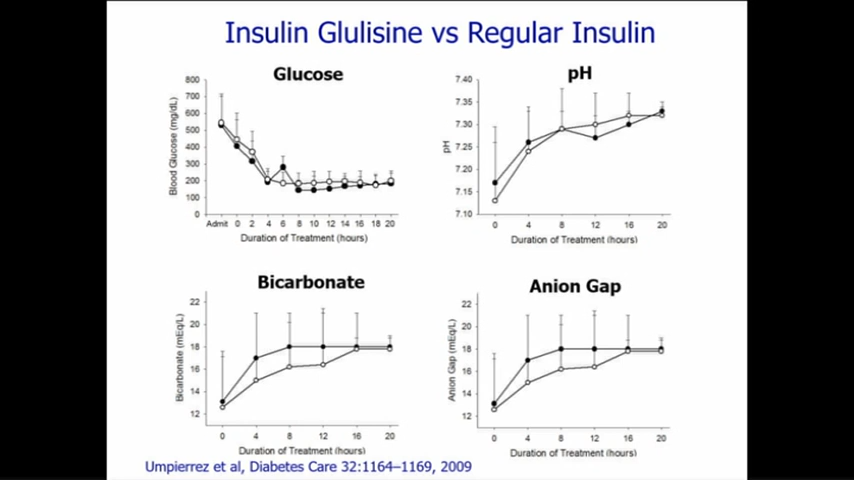 Insulin Glulisine vs Regular Insulin
Glucose
800
700
600
500
400
300
200
100
0
Blood Glucose (mg/dL)
Admit 0 2 4 6 8 10 12 14 16 18 20
Duration of Treatment (hours)
pH
7.40
7.35
7.30
7.25
7.20
7.15
7.10
pH
0 4 8 12 16 20
Duration of Treatment (hours)
Bicarbonate
22
20
18
16
14
12
Bicarbonate (mEq/L)
0 4 8 12 16 20
Duration of Treatment (hours)
Anion Gap
22
20
18
16
14
12
Anion Gap (mEq/L)
0 4 8 12 16 20
Duration of Treatment (hours)
Umpierrez et al, Diabetes Care 32:1164–1169, 2009